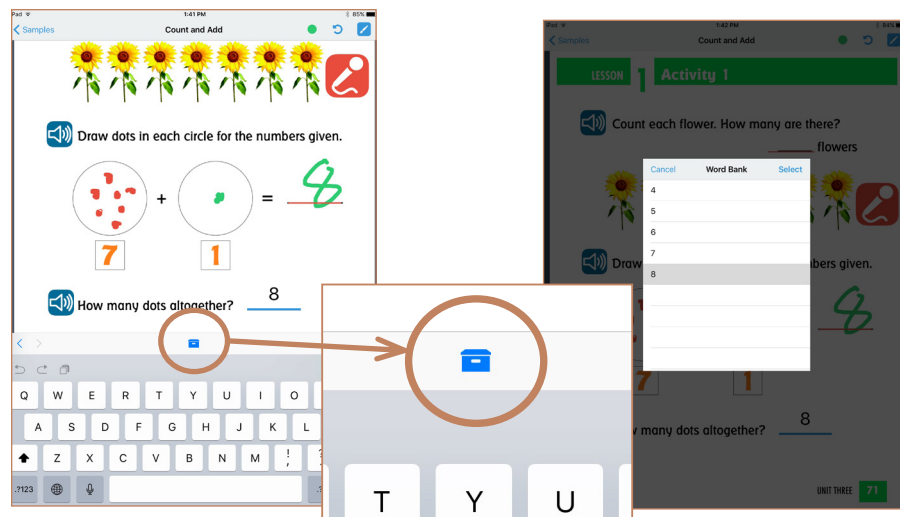 Pad 1:41 PM 85%
Samples Count and Add
Draw dots in each circle for the numbers given.
+ = 8
7 1
How many dots altogether? 8
Q W E R T Y U I O
A S D F G H J K L
Z X C V B N M ! ,
.?123
T Y U
iPad 1:42 PM 84%
Samples Count and Add
LESSON 1 Activity 1
Count each flower. How many are there?
flowers
Cancel Word Bank Select
4
5
6
7
8
Draw bers given.
8
7 1
many dots altogether? 8
UNIT THREE 71